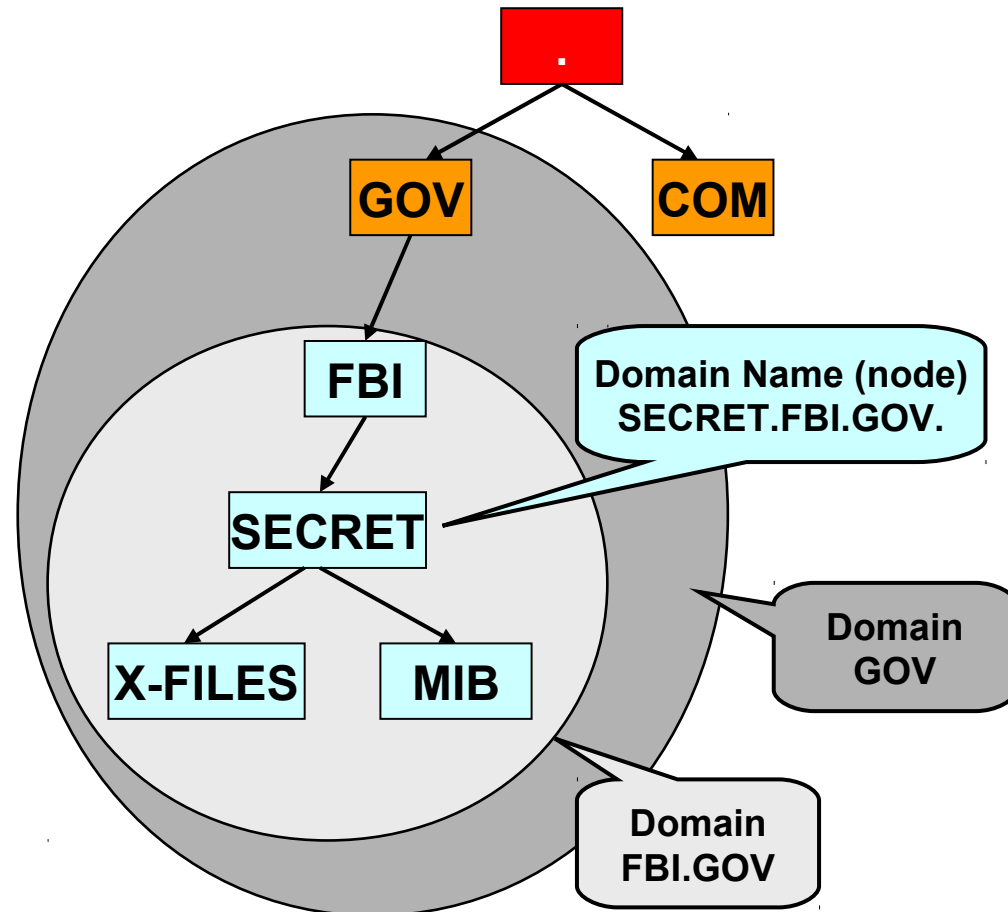 .
GOV
COM
FBI
Domain Name (node)
SECRET.FBI.GOV.
SECRET
X-FILES
MIB
Domain
GOV
Domain
FBI.GOV